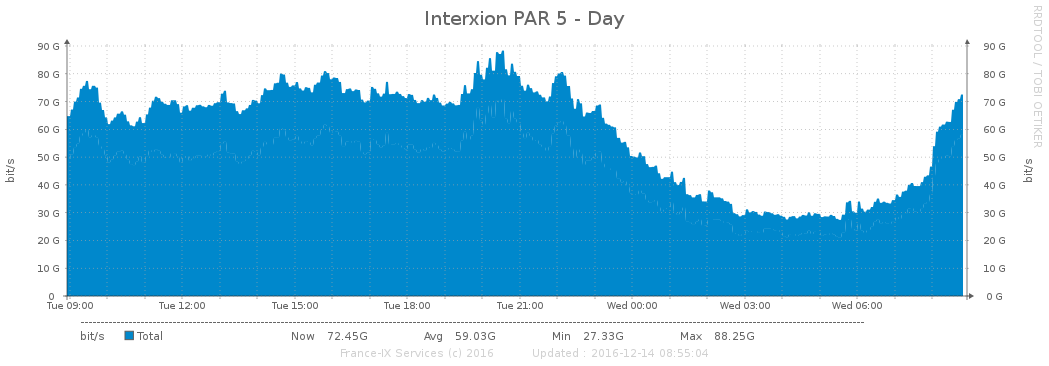 Interxion PAR 5 - Day
RRDTOOL / TOBI OETIKER
bit/s
90 G 90 G
80 G 80 G
70 G 70 G
60 G 60 G
50 G 50 G
40 G 40 G
30 G 30 G
20 G 20 G
10 G 10 G
0 0 G
bit/s
Tue 09:00 Tue 12:00 Tue 15:00 Tue 18:00 Tue 21:00 Wed 00:00 Wed 03:00 Wed 06:00
bit/s Total Now 72.45G Avg 59.03G Min 27.33G Max 88.25G
France-IX Services (c) 2016 Updated : 2016-12-14 08:55:04